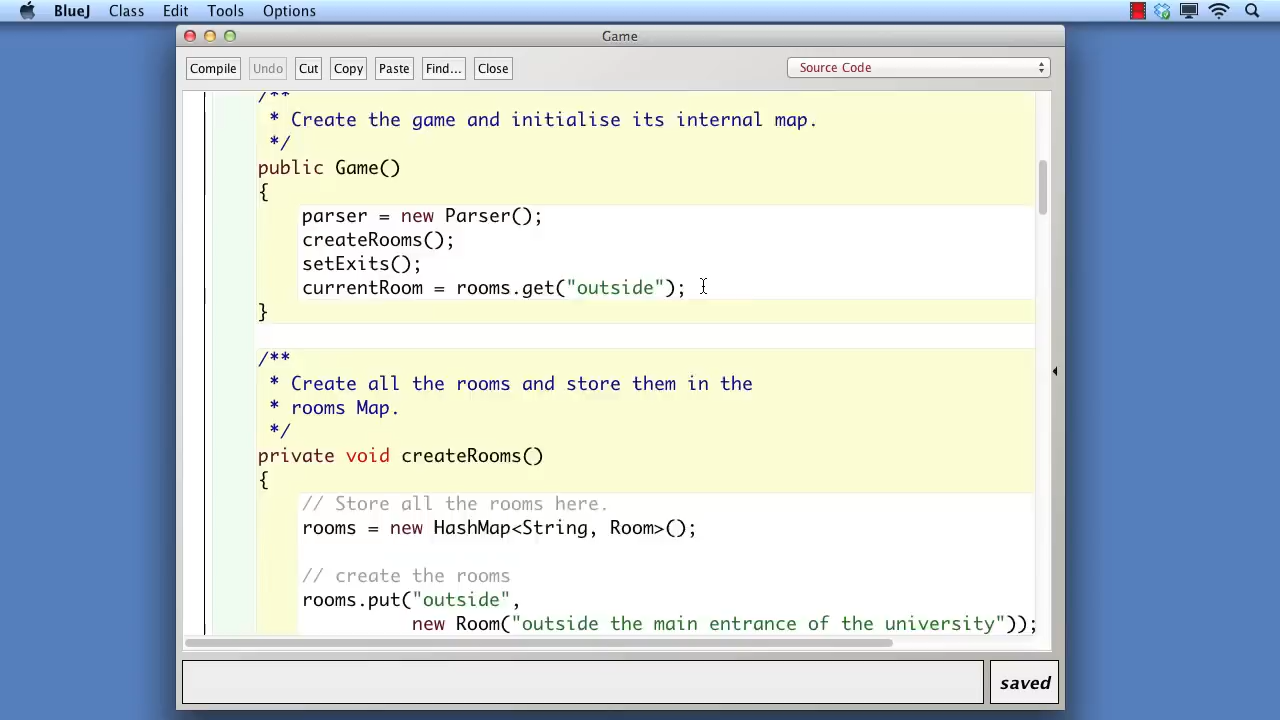 BlueJ Class Edit Tools Options
Game
Compile Undo Cut Copy Paste Find... Close Source Code
/**
* Create the game and initialise its internal map.
*/
public Game()
{
parser = new Parser();
createRooms();
setExits();
currentRoom = rooms.get("outside");
}
/**
* Create all the rooms and store them in the
* rooms Map.
*/
private void createRooms()
{
// Store all the rooms here.
rooms = new HashMap<String, Room>();
// create the rooms
rooms.put("outside",
new Room("outside the main entrance of the university"));
saved